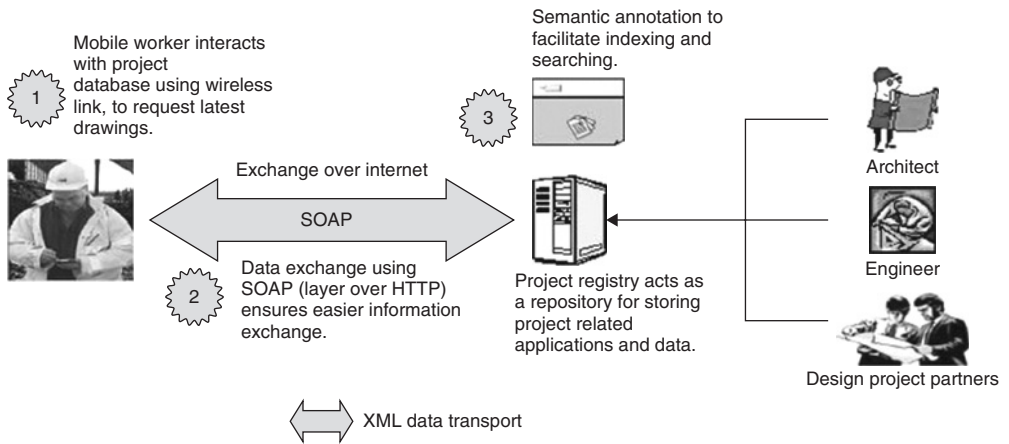 1
Mobile worker interacts
with project
database using wireless
link, to request latest
drawings.
Semantic annotation to
facilitate indexing and
searching.
3
Architect
Exchange over internet
SOAP
2
Data exchange using
SOAP (layer over HTTP)
ensures easier information
exchange.
Project registry acts as
a repository for storing
project related
applications and data.
Engineer
Design project partners
XML data transport